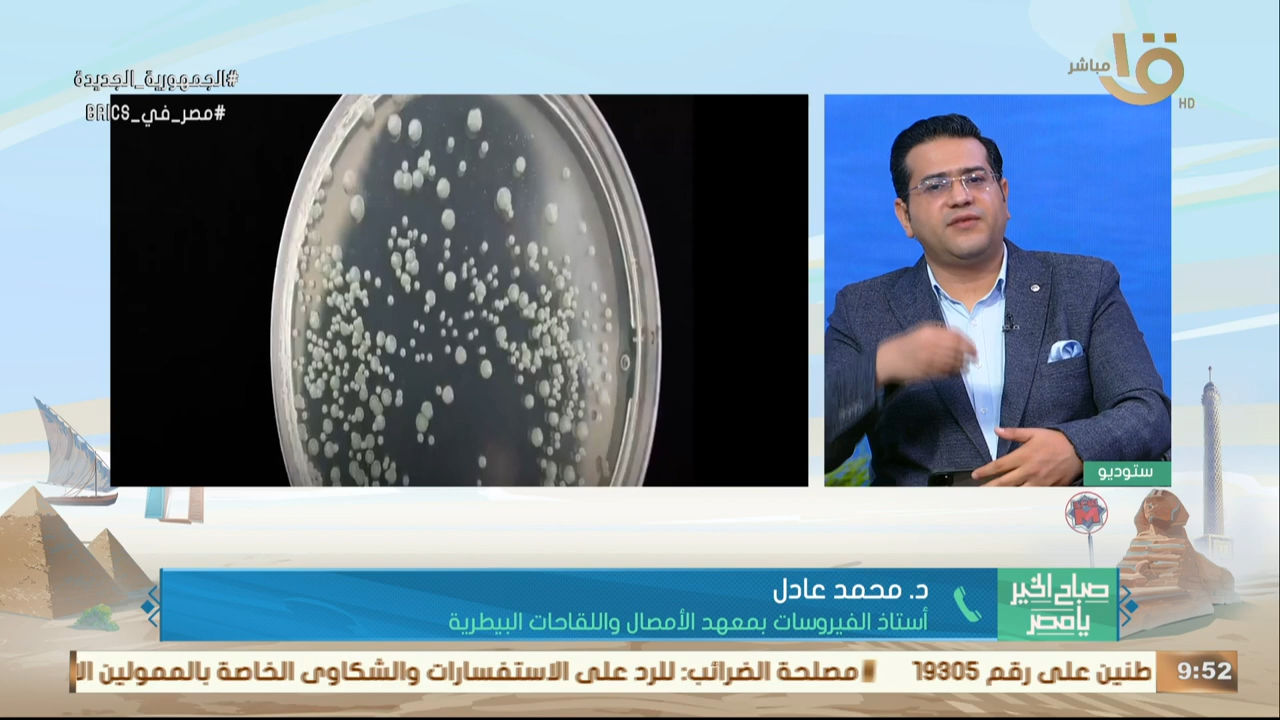 #الجمهورية_الجديدة
#مصر_في_BRICS
مباشر
HD
ستوديو
د. محمد عادل
أستاذ الفيروسات بمعهد الأمصال واللقاحات البيطرية
صباح الخير
يا مصر
طنين على رقم 19305 مصلحة الضرائب: للرد على الاستفسارات والشكاوى الخاصة بالممولين ال
9:52